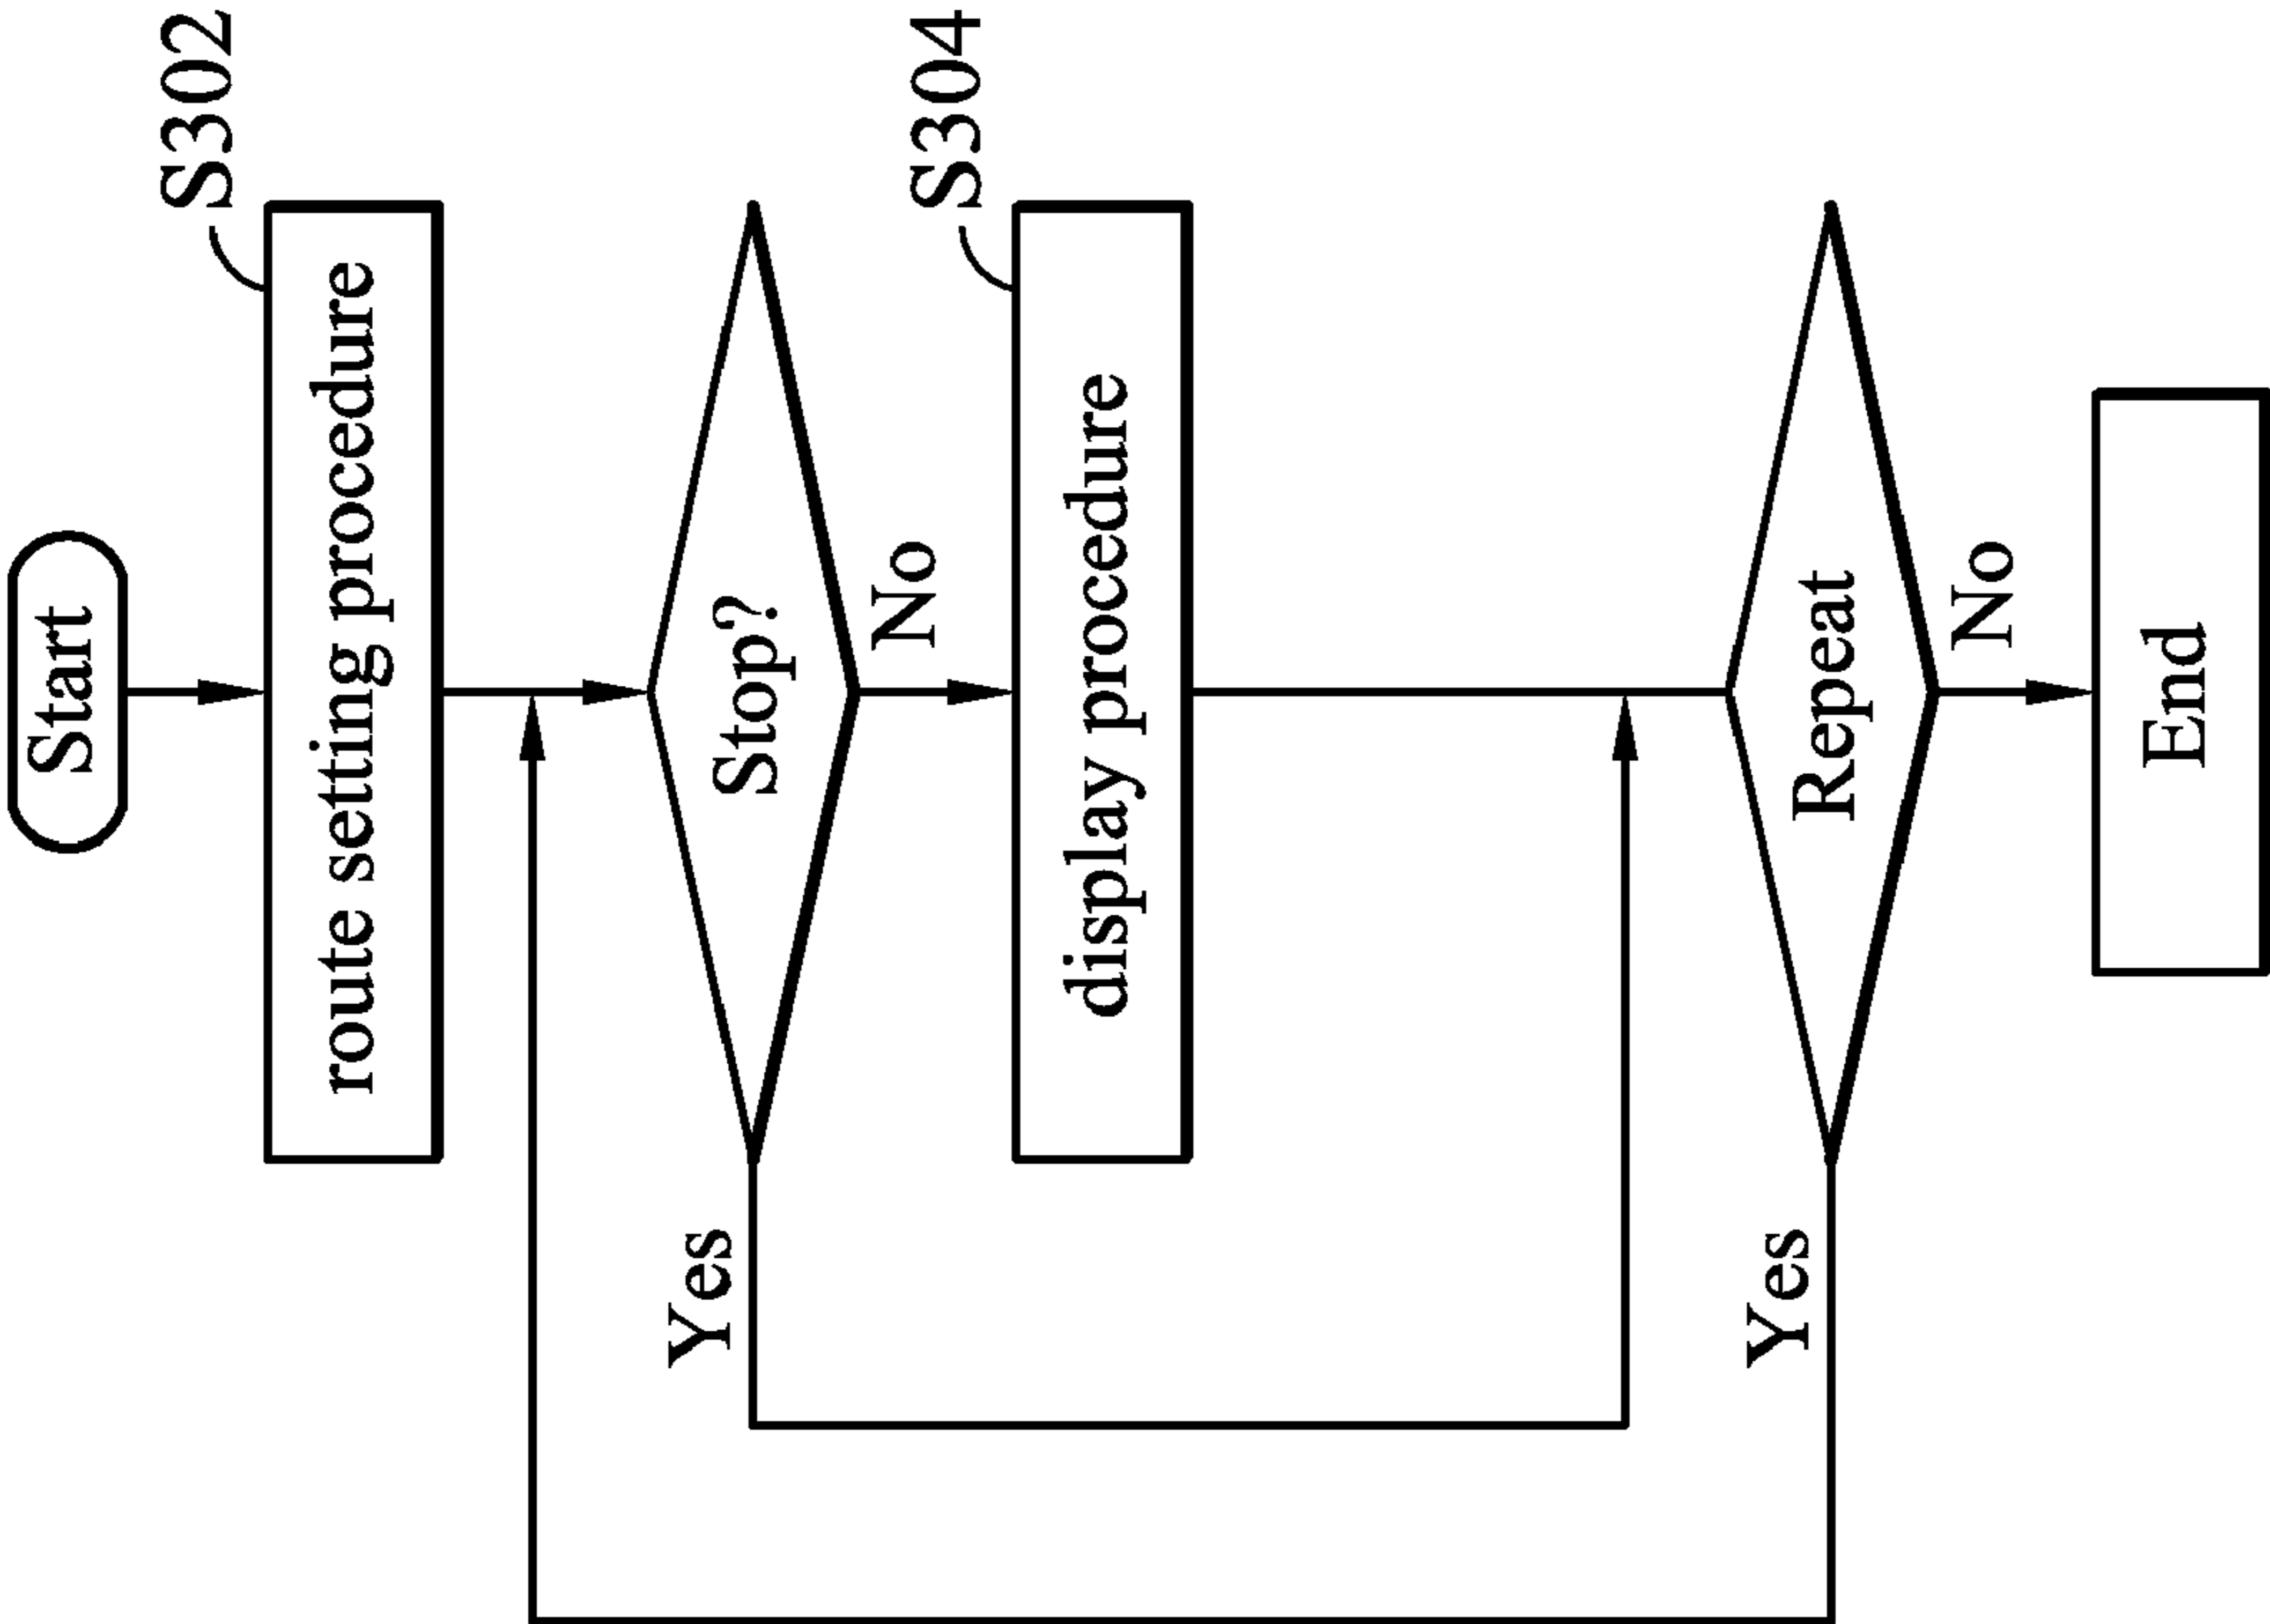 Start
S302
route setting procedure
Stop?
Yes
No
S304
display procedure
Repeat
Yes
No
End